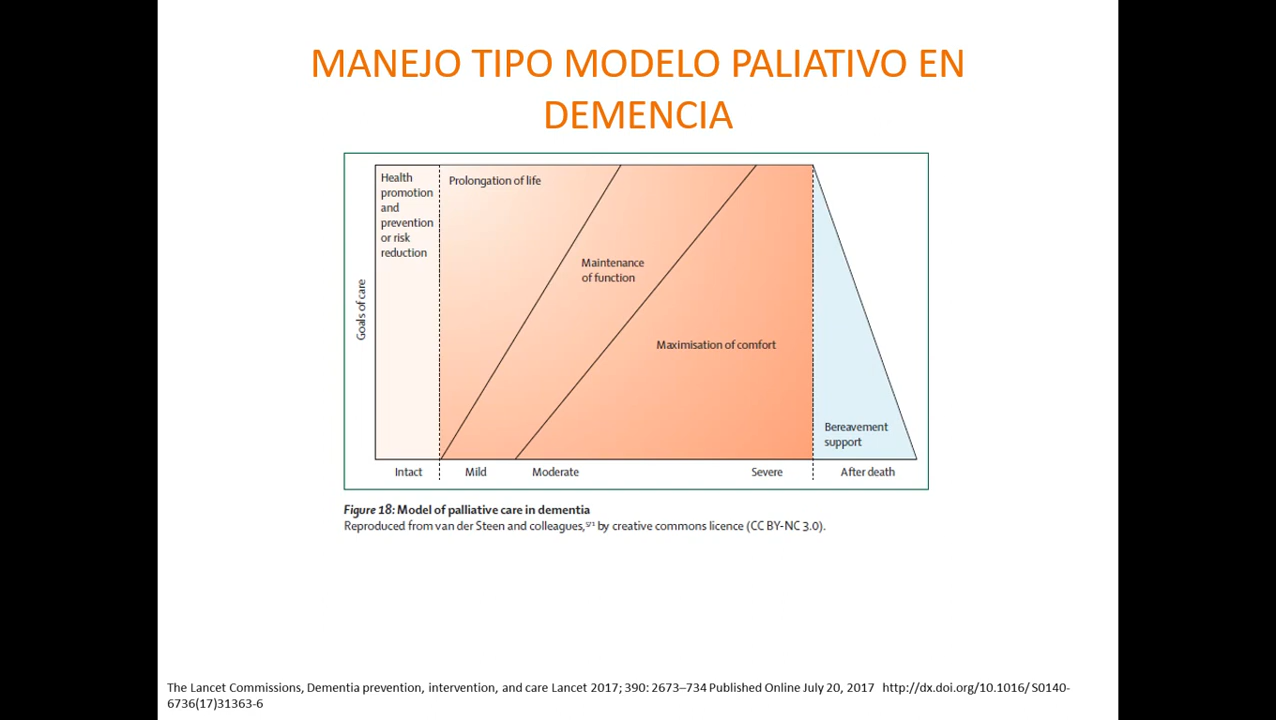 MANEJO TIPO MODELO PALIATIVO EN
DEMENCIA
Health
promotion
and
prevention
or risk
reduction
Prolongation of life
Maintenance
of function
Maximisation of comfort
Bereavement
support
Goals of care
Intact
Mild
Moderate
Severe
After death
Figure 18: Model of palliative care in dementia
Reproduced from van der Steen and colleagues,⁵⁷¹ by creative commons licence (CC BY-NC 3.0).
The Lancet Commissions, Dementia prevention, intervention, and care Lancet 2017; 390: 2673–734 Published Online July 20, 2017 http://dx.doi.org/10.1016/ S0140-
6736(17)31363-6